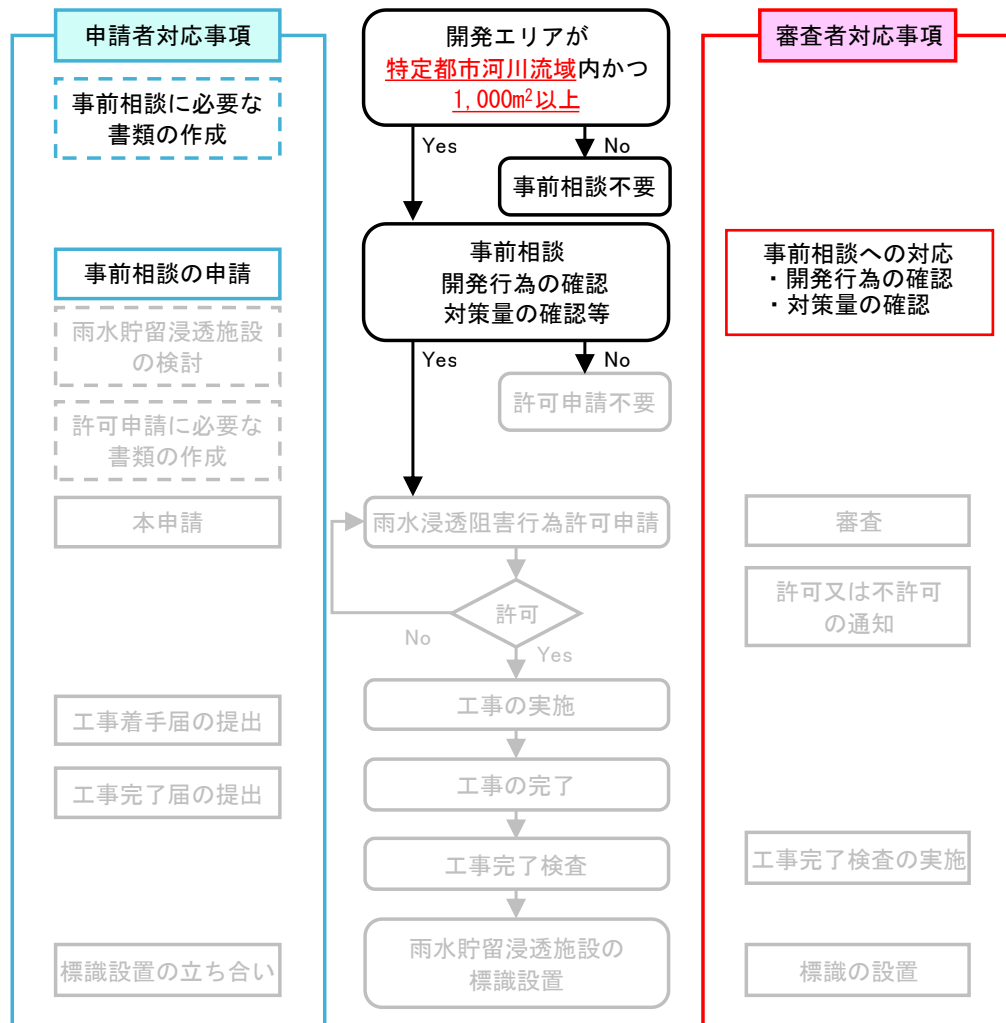 申請者対応事項
事前相談に必要な
書類の作成
事前相談の申請
雨水貯留浸透施設
の検討
許可申請に必要な
書類の作成
本申請
工事着手届の提出
工事完了届の提出
標識設置の立ち合い
開発エリアが
特定都市河川流域内かつ
1,000m²以上
Yes
No
事前相談不要
事前相談
開発行為の確認
対策量の確認等
Yes
No
許可申請不要
雨水浸透阻害行為許可申請
許可
No
Yes
工事の実施
工事の完了
工事完了検査
雨水貯留浸透施設の
標識設置
審査者対応事項
事前相談への対応
・開発行為の確認
・対策量の確認
審査
許可又は不許可
の通知
工事完了検査の実施
標識の設置